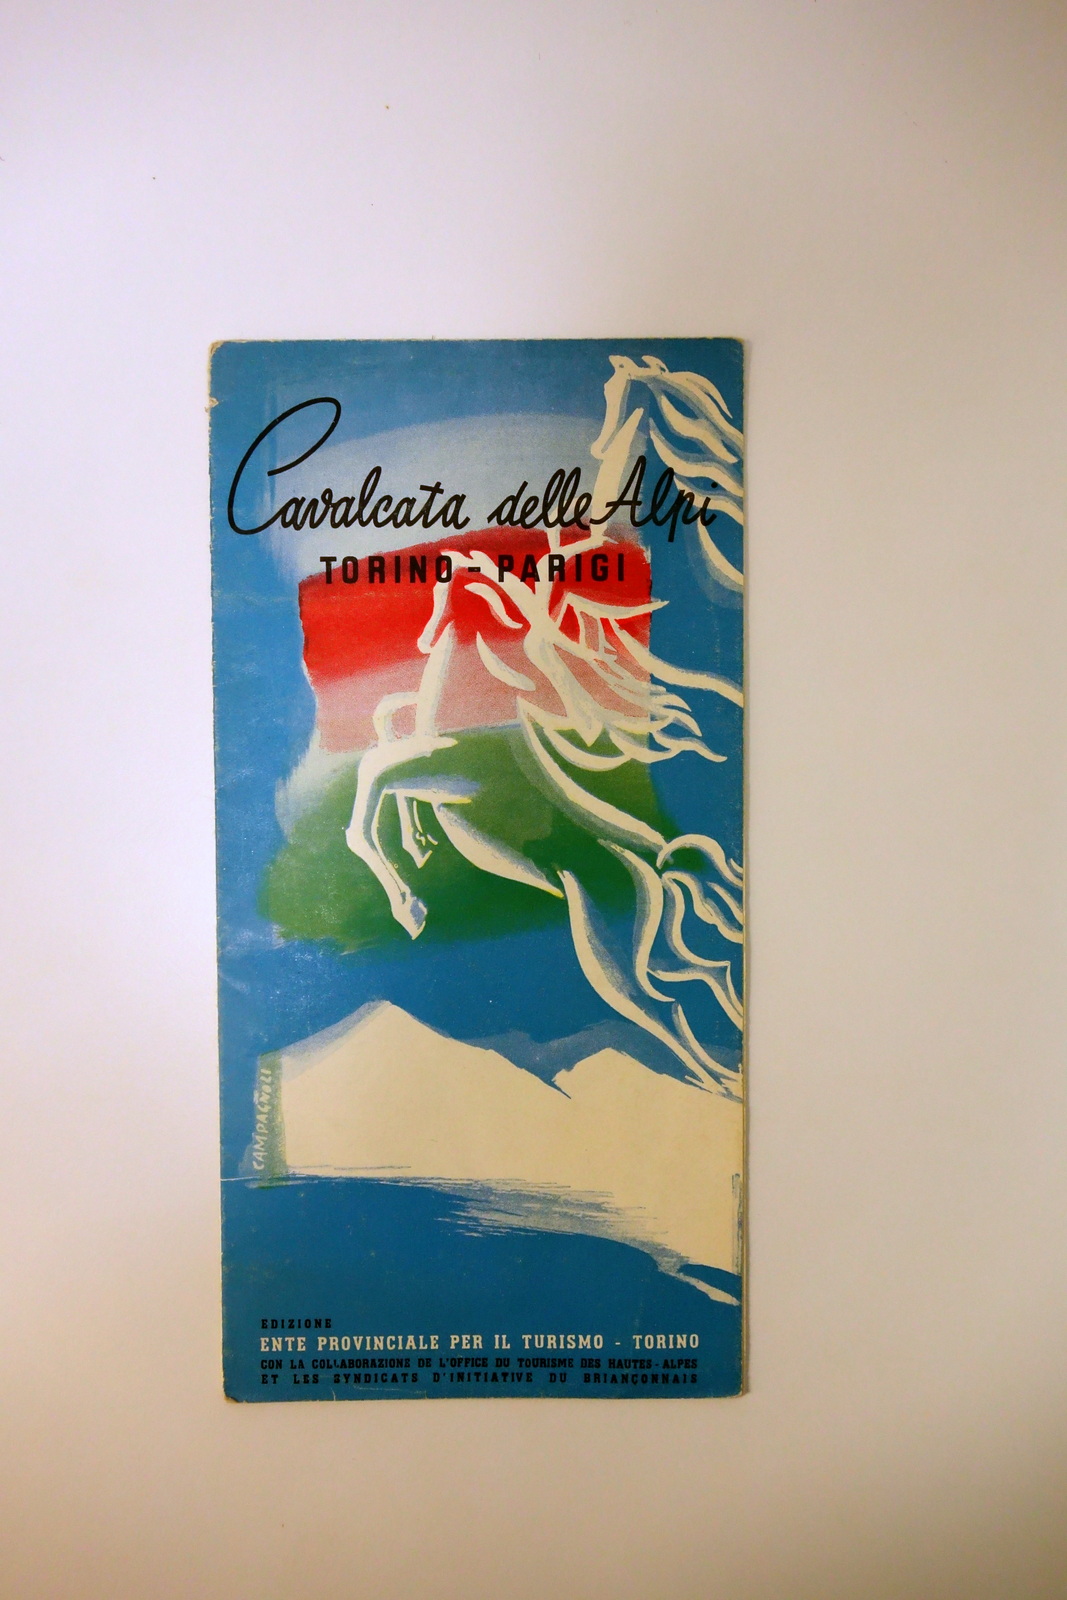 Cavalcata delle Alpi
TORINO - PARIGI
CAMPAGNOLI
EDIZIONE
ENTE PROVINCIALE PER IL TURISMO - TORINO
CON LA COLLABORAZIONE DE L'OFFICE DU TOURISME DES HAUTES-ALPES
ET LES SYNDICATS D'INITIATIVE DU BRIANÇONNAIS